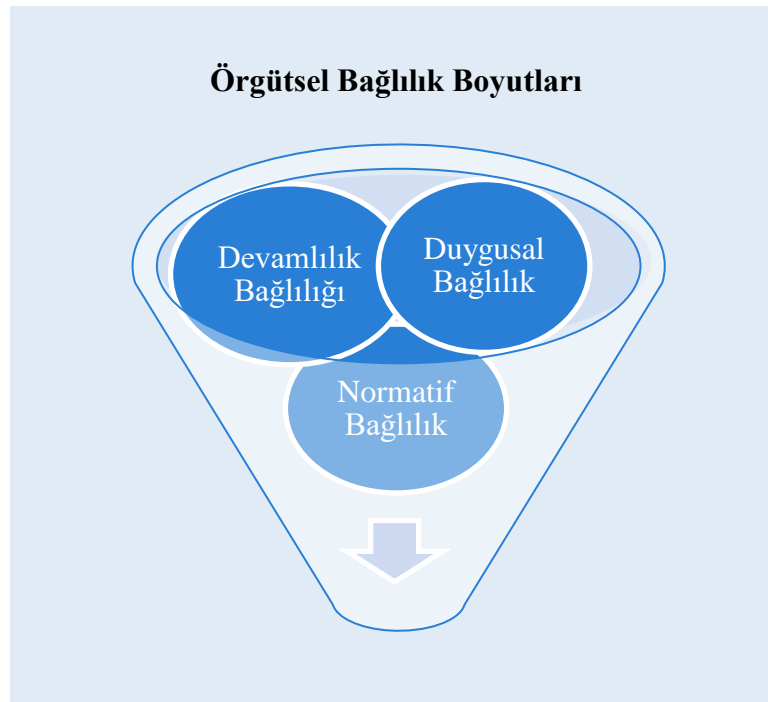 Örgütsel Bağlılık Boyutları
Devamlılık
Bağlılığı
Duygusal
Bağlılık
Normatif
Bağlılık